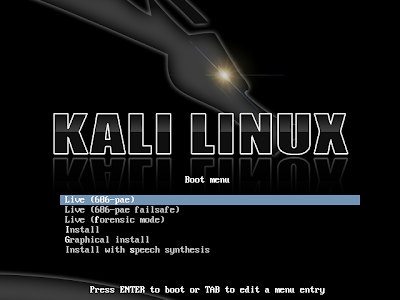 KALI LINUX
Boot menu
Live (686-pae)
Live (686-pae failsafe)
Live (forensic mode)
Install
Graphical install
Install with speech synthesis
Press ENTER to boot or TAB to edit a menu entry